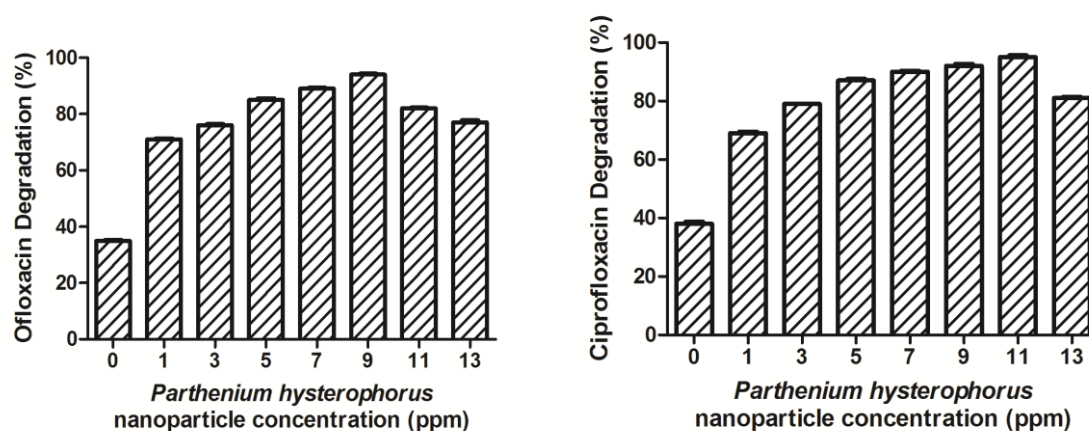 Ofloxacin Degradation (%)
100
80
60
40
20
0
0 1 3 5 7 9 11 13
Parthenium hysterophorus
nanoparticle concentration (ppm)
Ciprofloxacin Degradation (%)
100
80
60
40
20
0
0 1 3 5 7 9 11 13
Parthenium hysterophorus
nanoparticle concentration (ppm)